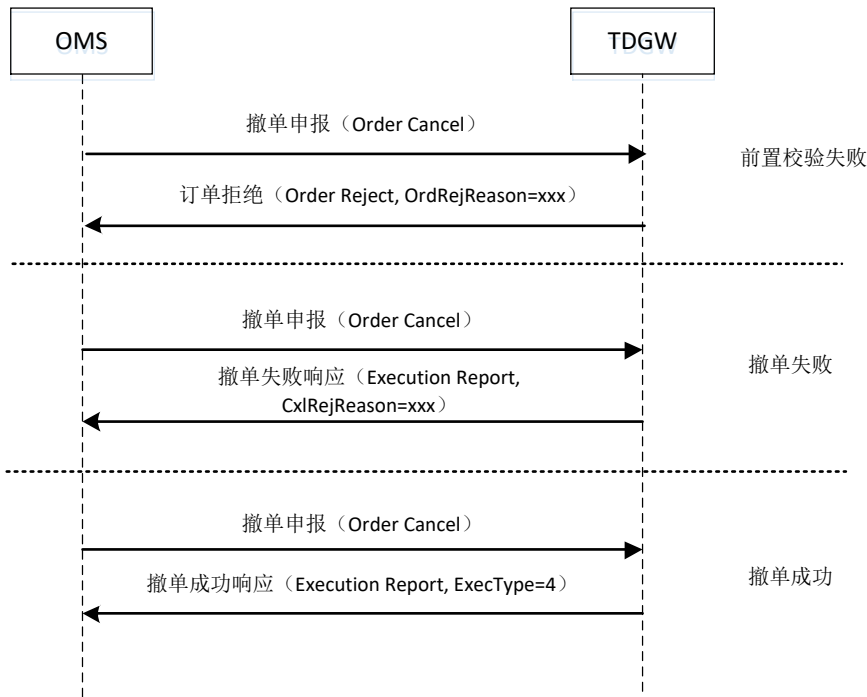 OMS
TDGW
撤单申报（Order Cancel）
前置校验失败
订单拒绝（Order Reject, OrdRejReason=xxx）
撤单申报（Order Cancel）
撤单失败
撤单失败响应（Execution Report,
CxlRejReason=xxx）
撤单申报（Order Cancel）
撤单成功
撤单成功响应（Execution Report, ExecType=4）